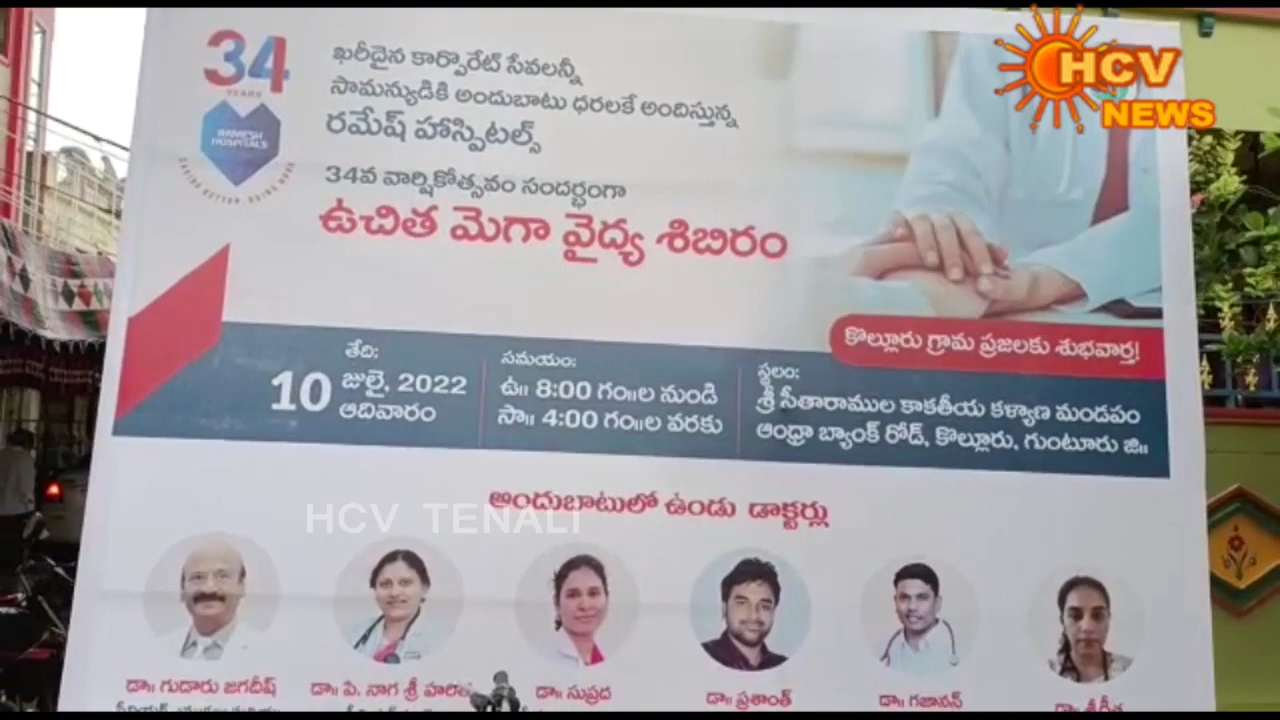 34
YEARS
RAMESH
HOSPITALS
ఖరీదైన కార్పొరేట్ సేవలన్నీ
సామన్యుడికి అందుబాటు ధరలకే అందిస్తున్న
రమేష్ హాస్పిటల్స్
34వ వార్షికోత్సవం సందర్భంగా
ఉచిత మెగా వైద్య శిబిరం
HCV
NEWS
కొల్లూరు గ్రామ ప్రజలకు శుభవార్త!
తేది:
10 జులై, 2022
ఆదివారం
సమయం:
ఉ॥ 8:00 గం॥ల నుండి
సా॥ 4:00 గం॥ల వరకు
స్థలం:
శ్రీ సీతారాముల కాకతీయ కళ్యాణ మండపం
ఆంధ్రా బ్యాంక్ రోడ్, కొల్లూరు, గుంటూరు జి॥
అందుబాటులో ఉండు డాక్టర్లు
HCV TENALI
డా॥ గుడారు జగదీష్
డా॥ పి. నాగ శ్రీ
డా॥ సుప్రద
డా॥ ప్రశాంత్
డా॥ గజానన్
డా॥